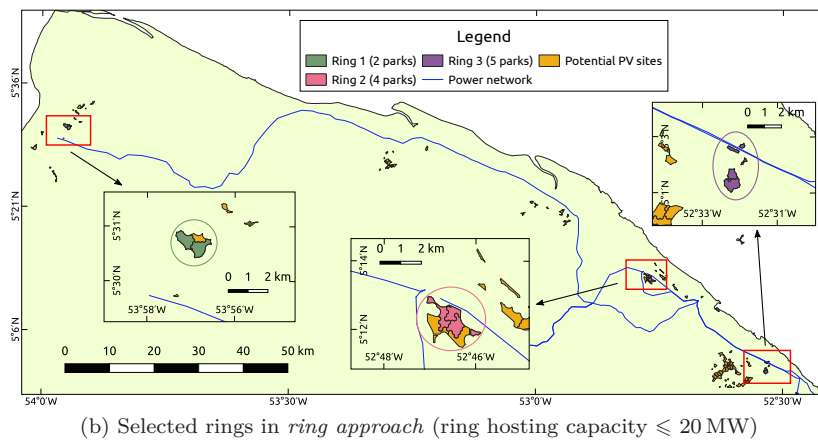 Legend
Ring 1 (2 parks) Ring 3 (5 parks) Potential PV sites
Ring 2 (4 parks) Power network
5°36'N
5°21'N
5°6'N
0 1 2 km
5°3'N
5°1'N
52°33'W 52°31'W
5°31'N
5°30'N
0 1 2 km
53°58'W 53°56'W
0 1 2 km
5°14'N
5°12'N
52°48'W 52°46'W
0 10 20 30 40 50 km
54°0'W 53°30'W 53°0'W 52°30'W
(b) Selected rings in ring approach (ring hosting capacity ⩽ 20 MW)